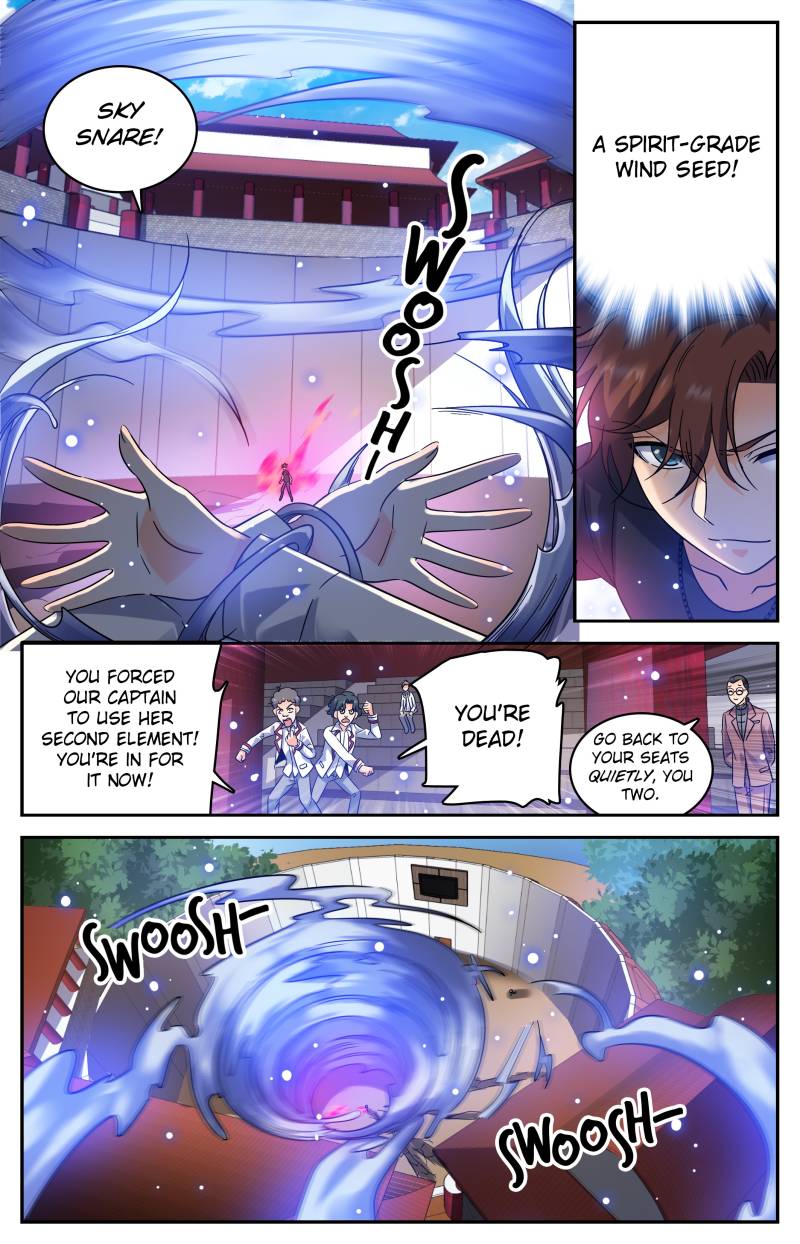 SKY
SNARE!
SWOOSH-
A SPIRIT-GRADE
WIND SEED!
YOU FORCED
OUR CAPTAIN
TO USE HER
SECOND ELEMENT!
YOU'RE IN FOR
IT NOW!
YOU'RE
DEAD!
GO BACK TO
YOUR SEATS
QUIETLY, YOU
TWO.
SWOOSH-
SWOOSH-